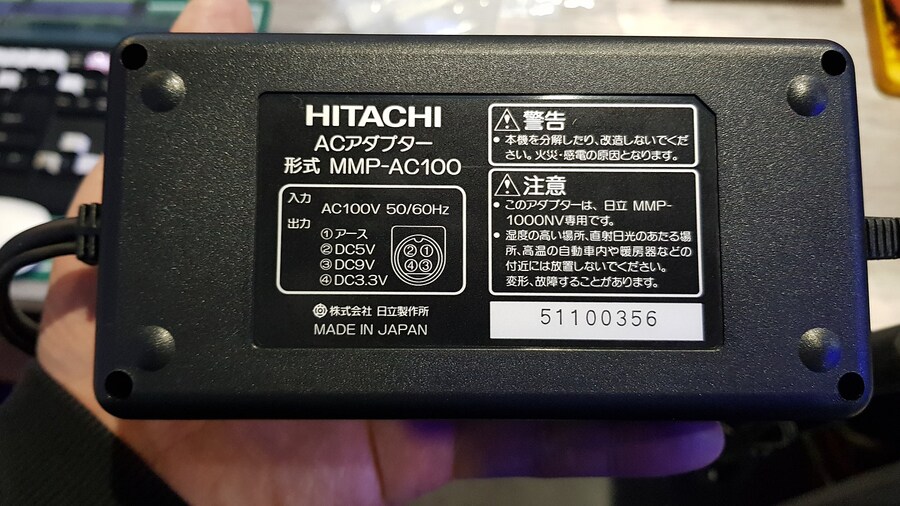 HITACHI
ACアダプター
形式 MMP-AC100
入力
AC100V 50/60Hz
出力
①アース
②DC5V
③DC9V
④DC3.3V
② ①
④ ③
株式会社 日立製作所
MADE IN JAPAN
警告
• 本機を分解したり、改造しないでくだ
さい。火災・感電の原因となります。
注意
• このアダプターは、日立 MMP-
1000NV専用です。
• 湿度の高い場所、直射日光のあたる場
所、高温の自動車内や暖房器などの
付近には放置しないでください。
変形、故障することがあります。
51100356